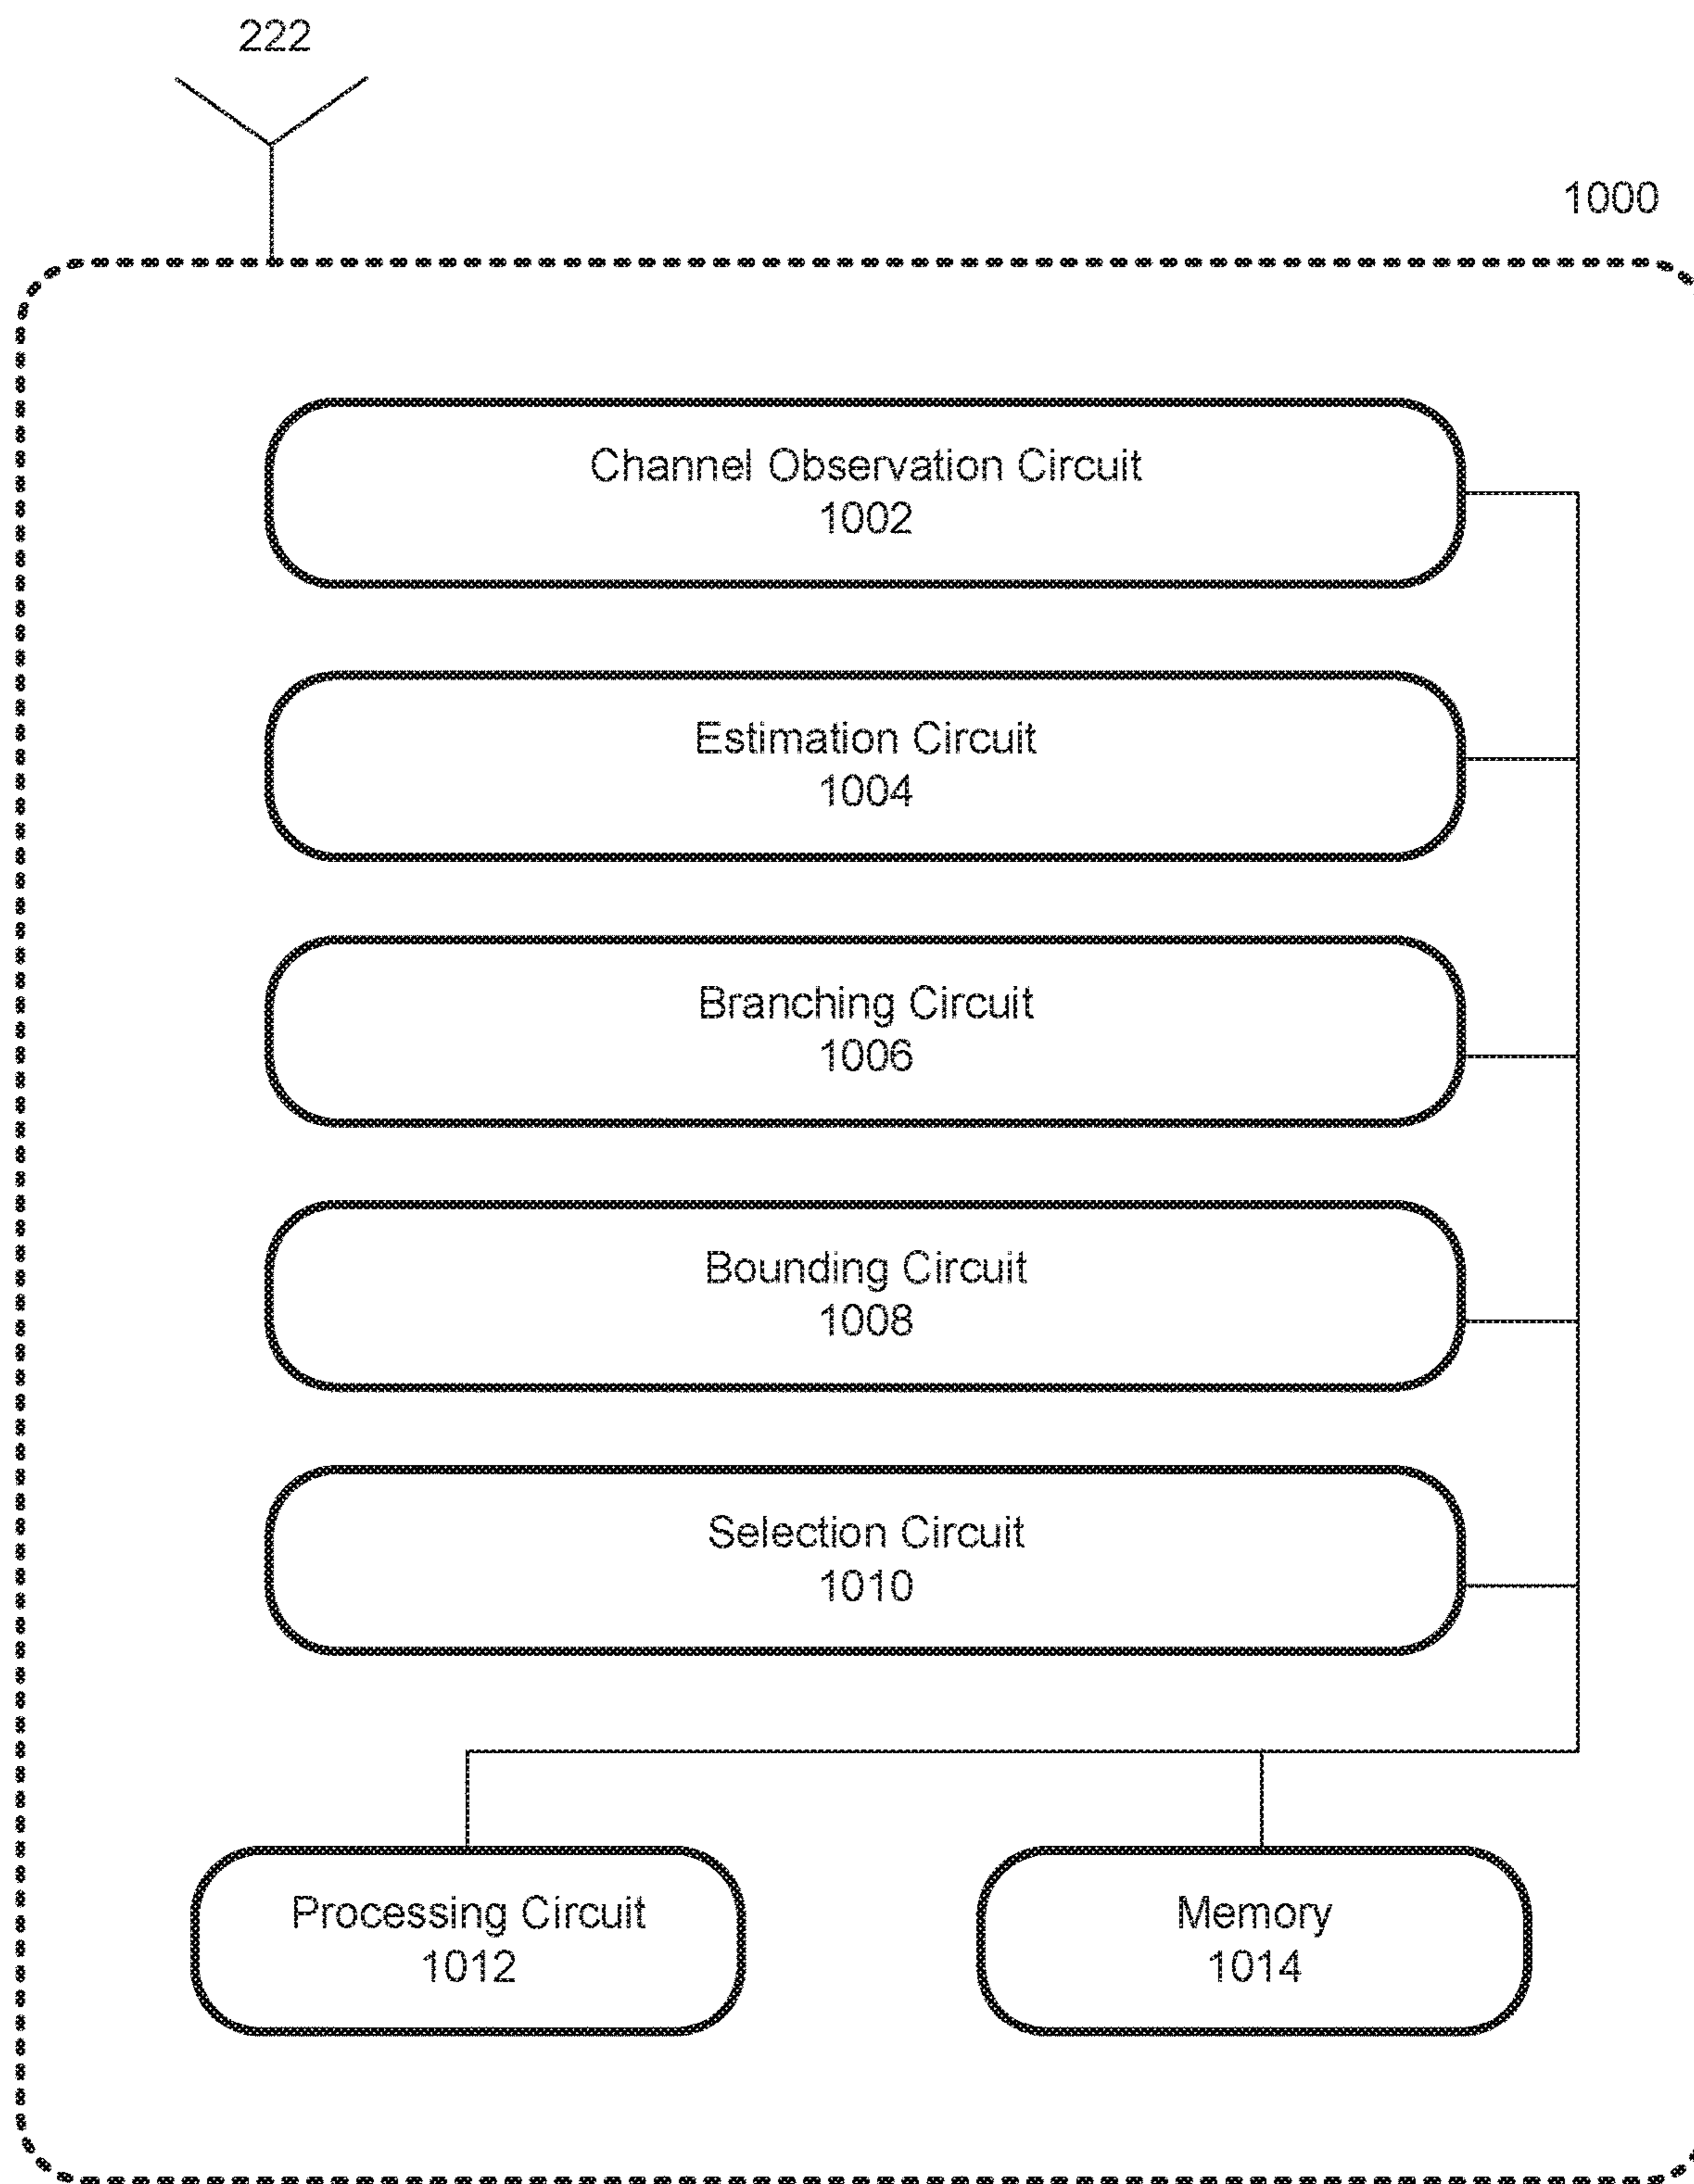 222
1000
Channel Observation Circuit
1002
Estimation Circuit
1004
Branching Circuit
1006
Bounding Circuit
1008
Selection Circuit
1010
Processing Circuit
1012
Memory
1014